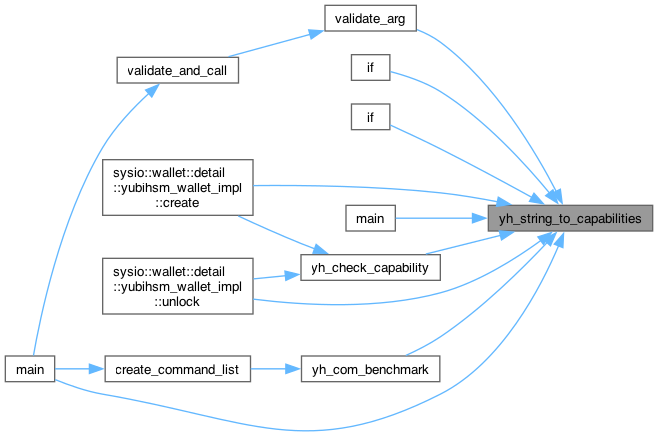 validate_arg
validate_and_call
if
if
sysio::wallet::detail
::yubihsm_wallet_impl
::create
main
yh_string_to_capabilities
yh_check_capability
sysio::wallet::detail
::yubihsm_wallet_impl
::unlock
main
create_command_list
yh_com_benchmark